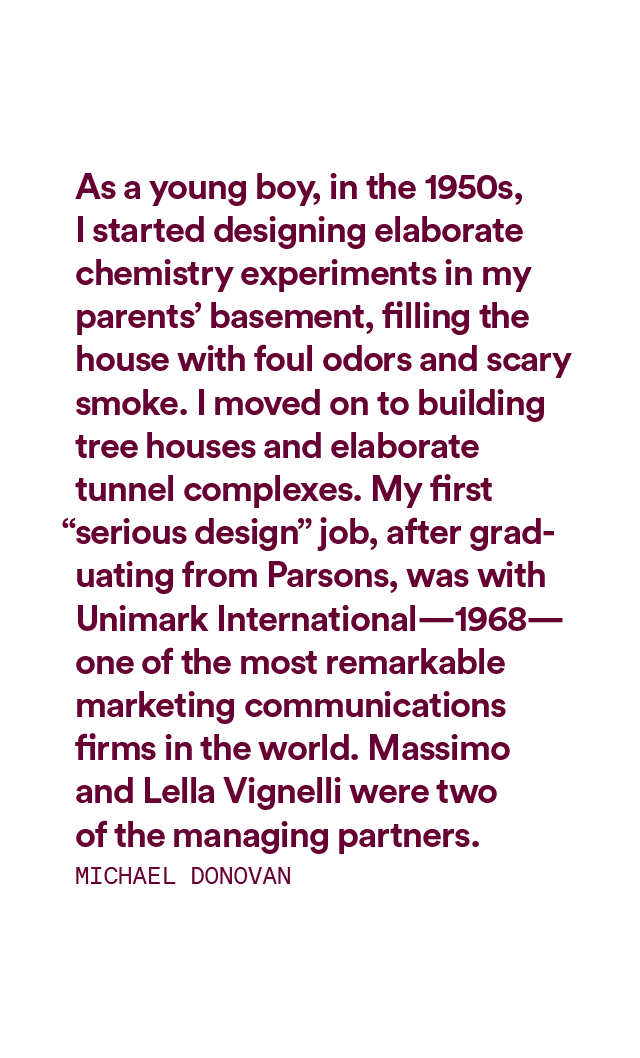 As a young boy, in the 1950s,
I started designing elaborate
chemistry experiments in my
parents’ basement, filling the
house with foul odors and scary
smoke. I moved on to building
tree houses and elaborate
tunnel complexes. My first
“serious design” job, after grad-
uating from Parsons, was with
Unimark International—1968—
one of the most remarkable
marketing communications
firms in the world. Massimo
and Lella Vignelli were two
of the managing partners.
MICHAEL DONOVAN